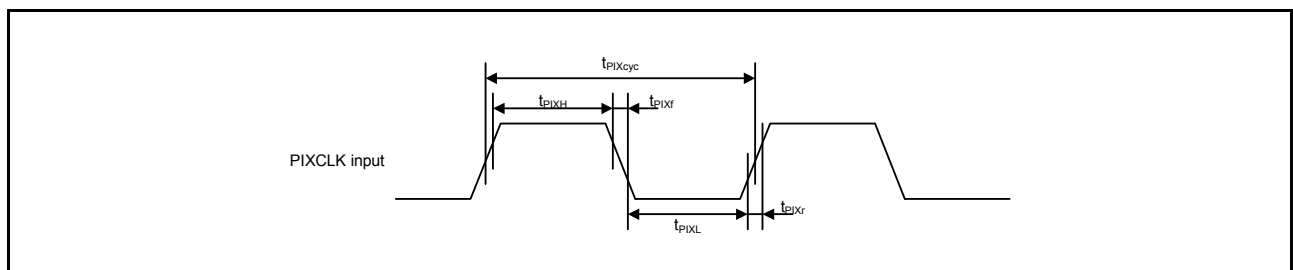 tPIXcyc
tPIXH
tPIXf
PIXCLK input
tPIXr
tPIXL